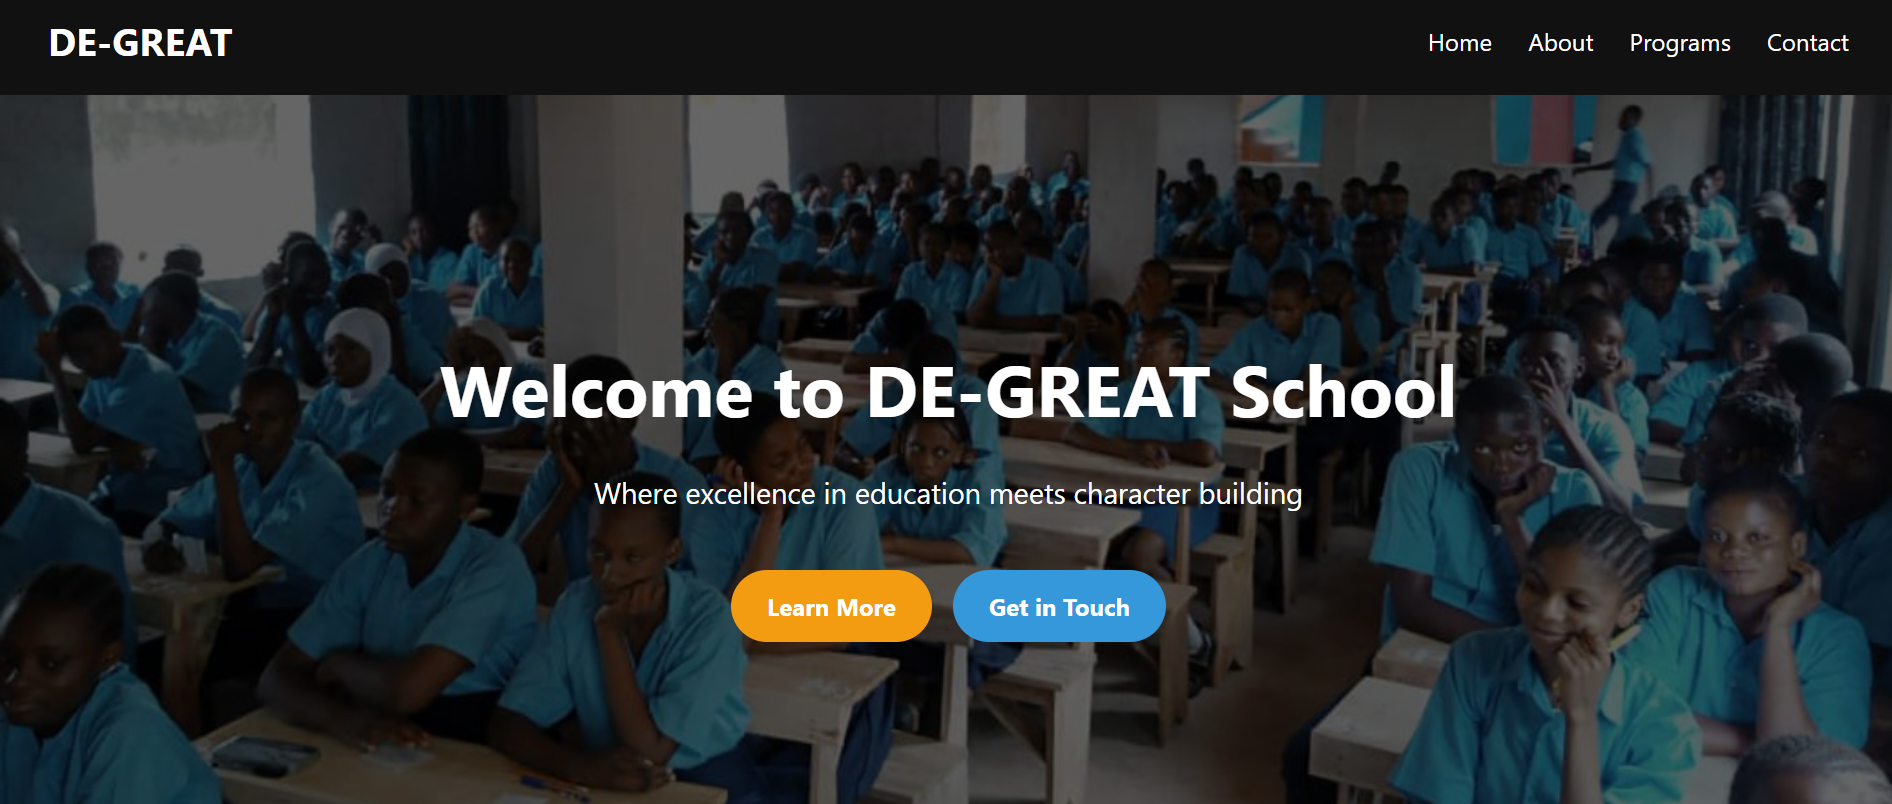 DE-GREAT
Home About Programs Contact
Welcome to DE-GREAT School
Where excellence in education meets character building
Learn More Get in Touch